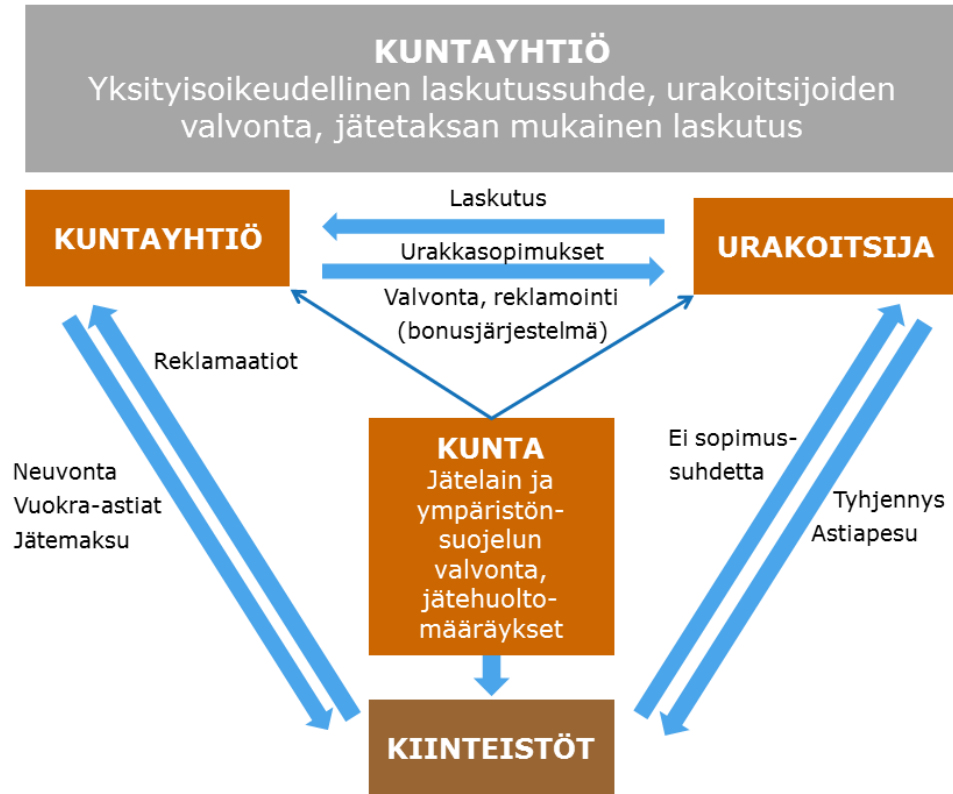 KUNTAYHTIÖ
Yksityisoikeudellinen laskutussuhde, urakoitsijoiden
valvonta, jätetaksan mukainen laskutus
KUNTAYHTIÖ
Laskutus
Urakkasopimukset
Valvonta, reklamointi
(bonusjärjestelmä)
URAKOITSIJA
Reklamaatiot
Neuvonta
Vuokra-astiat
Jätemaksu
KUNTA
Jätelain ja
ympäristön-
suojelun
valvonta,
jätehuolto-
määräykset
Ei sopimus-
suhdetta
Tyhjennys
Astiapesu
KIINTEISTÖT